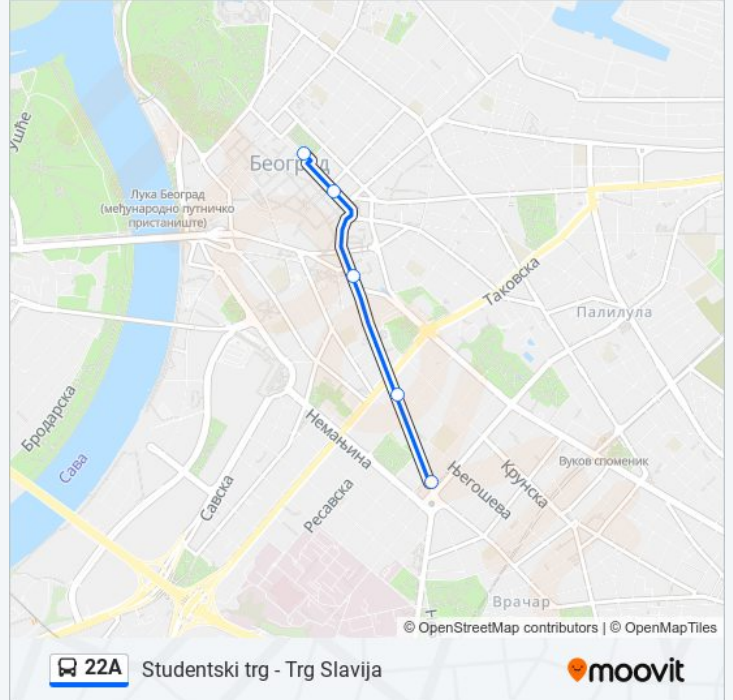 Ушће
Београд
Лука Београд
(међународно путничко
пристаниште)
Таковска
Палилула
Бродарска
Сава
Немањина
Савска
Ресавска
Његошева
Крунска
Вуков споменик
Врачар
© OpenStreetMap contributors | © OpenMapTiles
22A Studentski trg - Trg Slavija
moovit